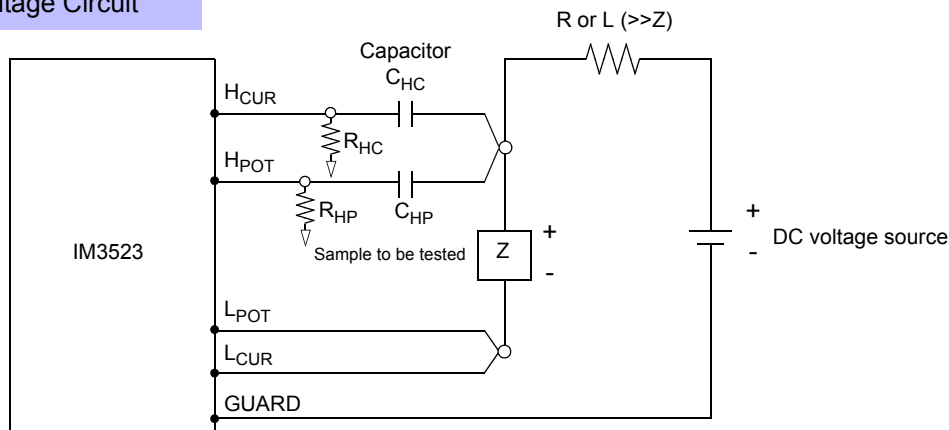 tage Circuit
R or L (>>Z)
Capacitor
CHC
HCUR
RHC
HPOT
RHP
CHP
+
DC voltage source
-
IM3523
Sample to be tested
Z
+
-
LPOT
LCUR
GUARD